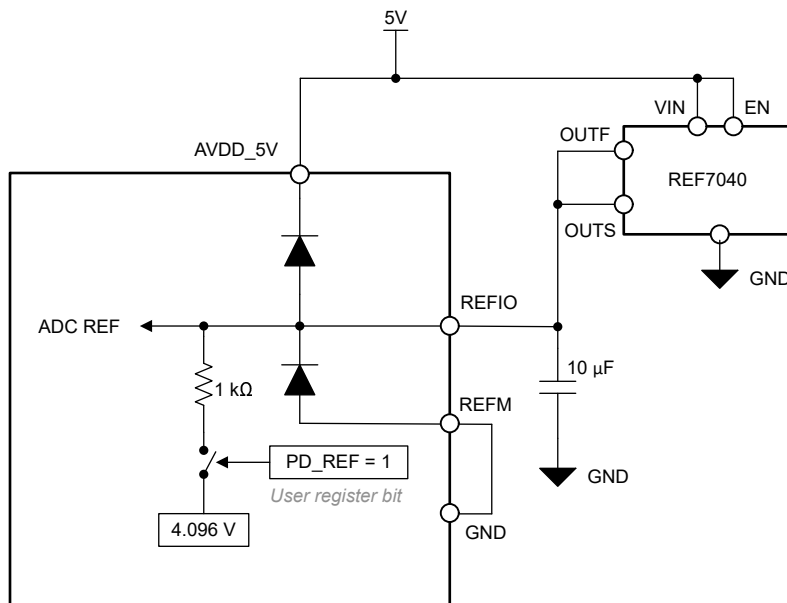 5V
VIN
EN
OUTF
AVDD_5V
REF7040
OUTS
GND
REFIO
ADC REF
10 µF
1 kΩ
REFM
PD_REF = 1
GND
User register bit
4.096 V
GND